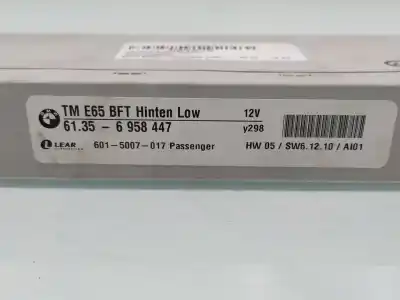 TM E65 BFT Hinten Low 12V
61.35 - 6 958 447 y298
LEAR 601-5007-017 Passenger HW 05 / SW6.12.10 / AI01